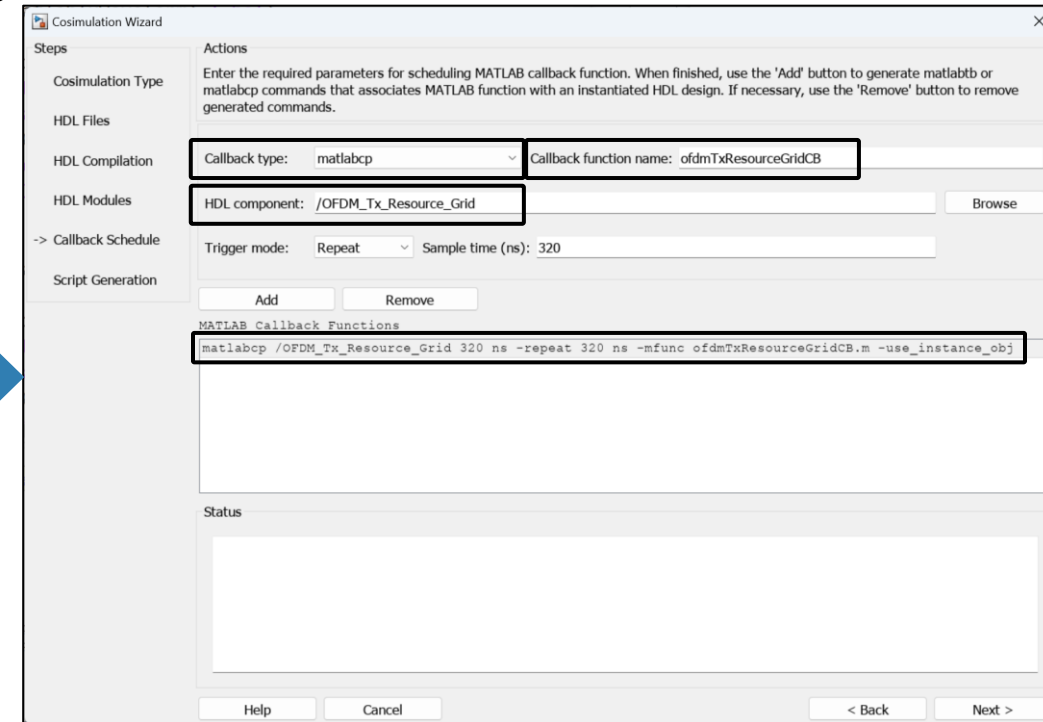 Cosimulation Wizard
Steps
Cosimulation Type
HDL Files
HDL Compilation
HDL Modules
-> Callback Schedule
Script Generation
Actions
Enter the required parameters for scheduling MATLAB callback function. When finished, use the 'Add' button to generate matlabtb or
matlabcp commands that associates MATLAB function with an instantiated HDL design. If necessary, use the 'Remove' button to remove
generated commands.
Callback type: matlabcp Callback function name: ofdmTxResourceGridCB
HDL component: /OFDM_Tx_Resource_Grid Browse
Trigger mode: Repeat Sample time (ns): 320
Add Remove
MATLAB Callback Functions
matlabcp /OFDM_Tx_Resource_Grid 320 ns -repeat 320 ns -mfunc ofdmTxResourceGridCB.m -use_instance_obj
Status
Help Cancel < Back Next >